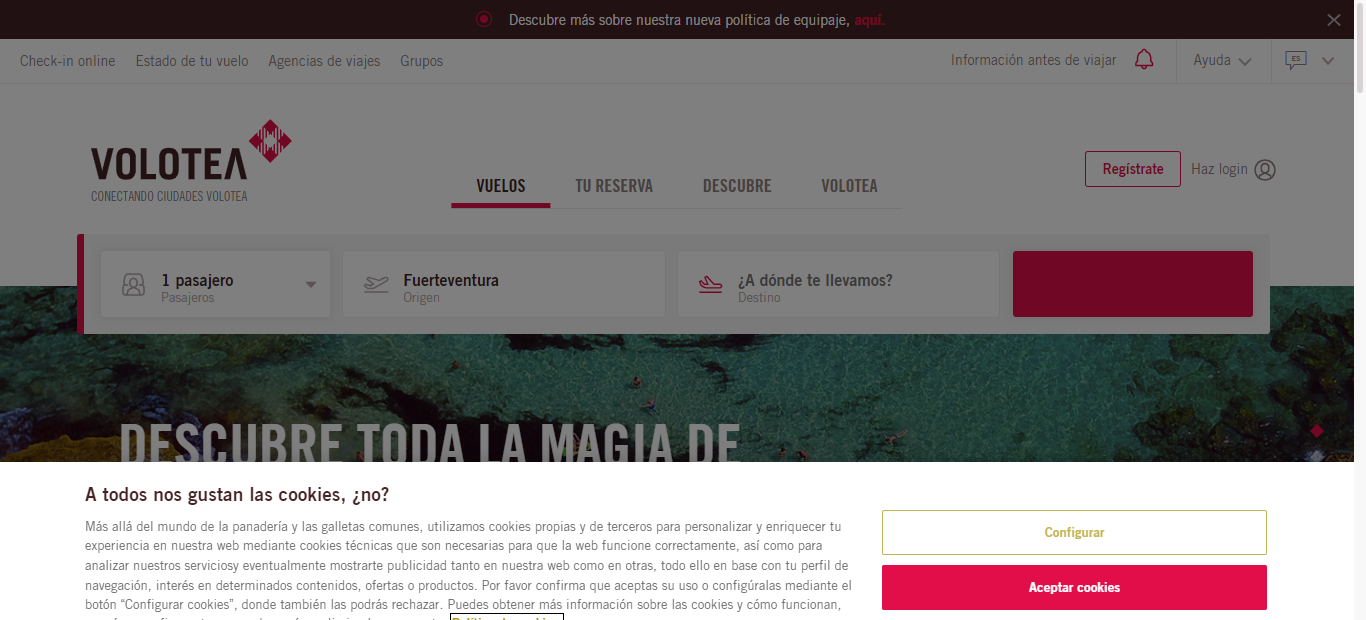 Descubre más sobre nuestra nueva política de equipaje, aquí.
Check-in online Estado de tu vuelo Agencias de viajes Grupos Información antes de viajar Ayuda ES
VOLOTEA
CONECTANDO CIUDADES VOLOTEA
VUELOS TU RESERVA DESCUBRE VOLOTEA
Regístrate Haz login
1 pasajero
Pasajeros
Fuerteventura
Origen
¿A dónde te llevamos?
Destino
DESCUBRE TODA LA MAGIA DE
A todos nos gustan las cookies, ¿no?
Más allá del mundo de la panadería y las galletas comunes, utilizamos cookies propias y de terceros para personalizar y enriquecer tu
experiencia en nuestra web mediante cookies técnicas que son necesarias para que la web funcione correctamente, así como para
analizar nuestros serviciosy eventualmente mostrarte publicidad tanto en nuestra web como en otras, todo ello en base con tu perfil de
navegación, interés en determinados contenidos, ofertas o productos. Por favor confirma que aceptas su uso o configúralas mediante el
botón “Configurar cookies”, donde también las podrás rechazar. Puedes obtener más información sobre las cookies y cómo funcionan,
Configurar
Aceptar cookies